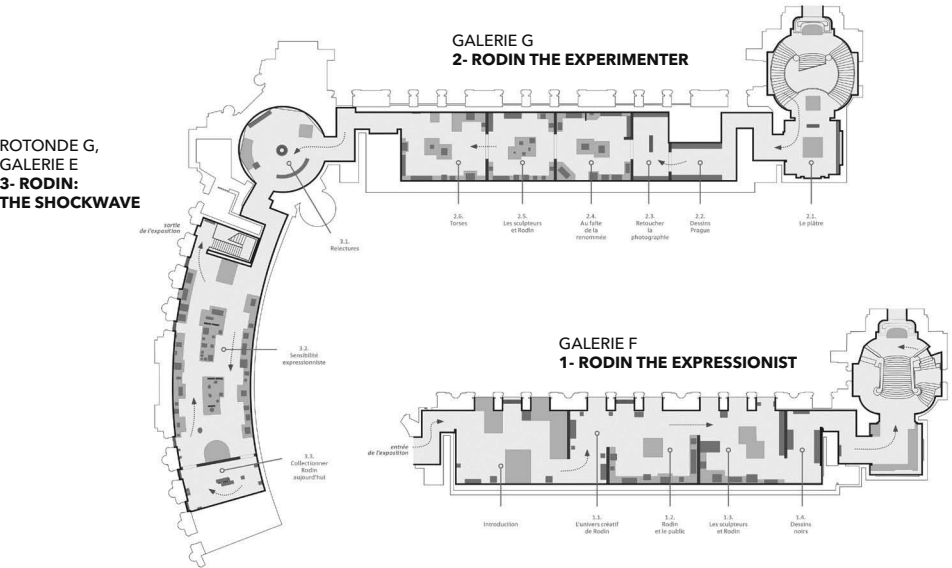 GALERIE G
2- RODIN THE EXPERIMENTER
ROTONDE G,
GALERIE E
3- RODIN:
THE SHOCKWAVE
sortie
de l'exposition
2.6.
Torses
2.5.
Les sculpteurs
et Rodin
2.4.
Au faîte
de la
renommée
2.3.
Retoucher
la
photographie
2.2.
Dessins
Prague
2.1.
Le plâtre
3.1.
Relectures
3.2.
Sensibilité
expressionniste
3.3.
Collectionner
Rodin
aujourd'hui
GALERIE F
1- RODIN THE EXPRESSIONIST
entrée
de l'exposition
Introduction
1.1.
L'univers créatif
de Rodin
1.2.
Rodin
et le public
1.3.
Les sculpteurs
et Rodin
1.4.
Dessins
noirs